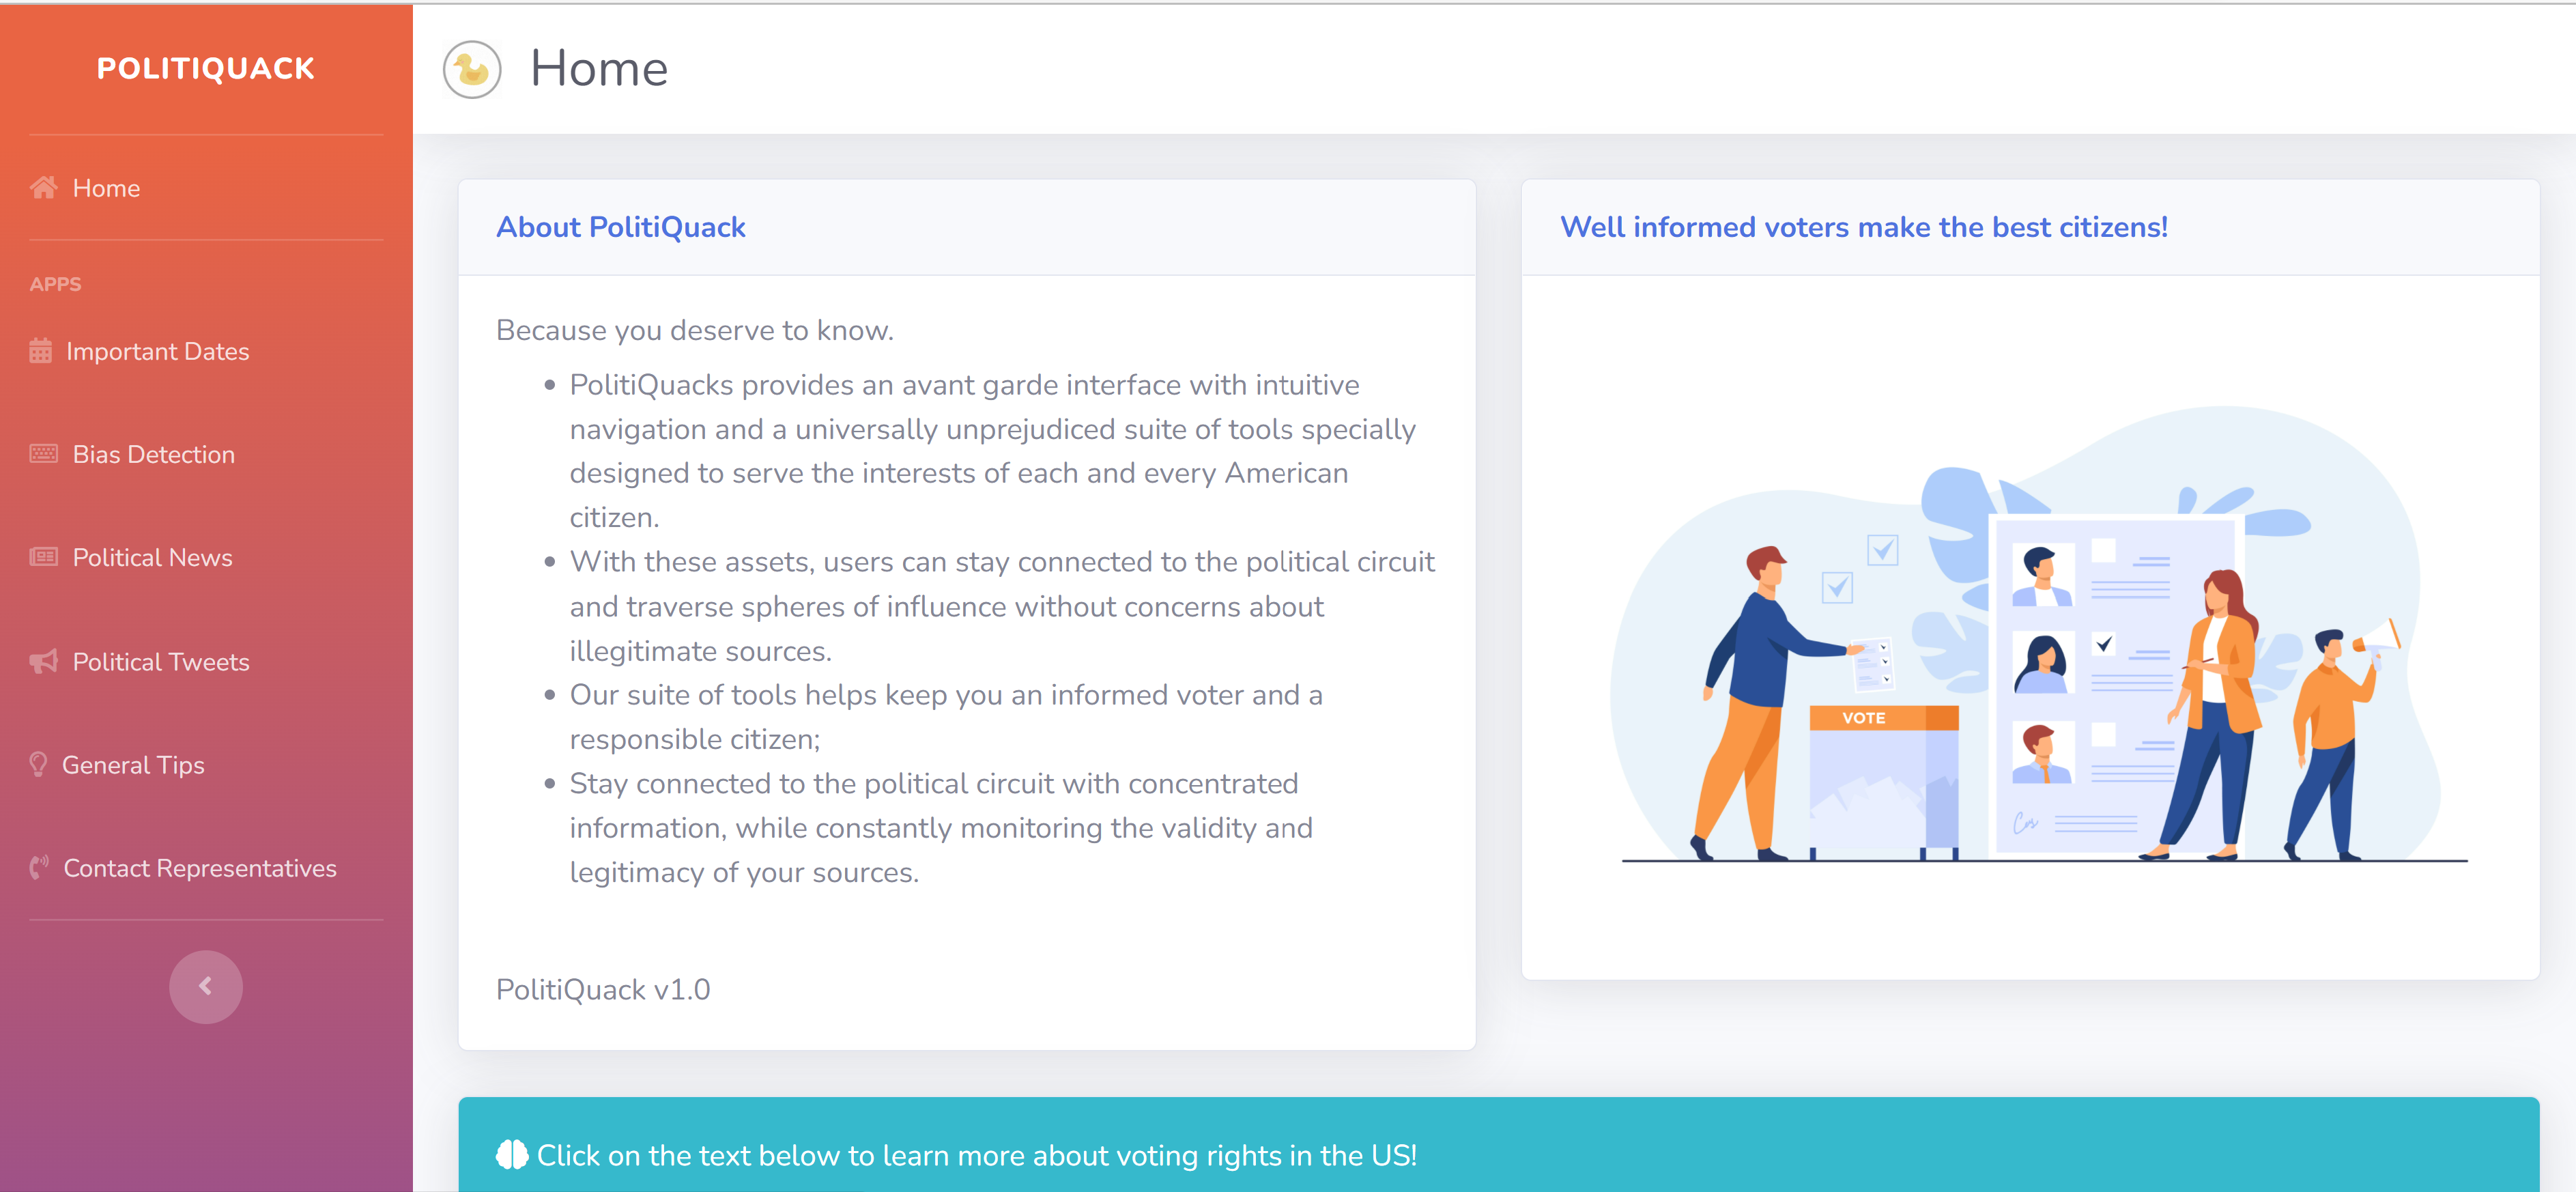 POLITIQUACK
Home
APPS
Important Dates
Bias Detection
Political News
Political Tweets
General Tips
Contact Representatives
Home
About PolitiQuack
Because you deserve to know.
PolitiQuacks provides an avant garde interface with intuitive
navigation and a universally unprejudiced suite of tools specially
designed to serve the interests of each and every American
citizen.
With these assets, users can stay connected to the political circuit
and traverse spheres of influence without concerns about
illegitimate sources.
Our suite of tools helps keep you an informed voter and a
responsible citizen;
Stay connected to the political circuit with concentrated
information, while constantly monitoring the validity and
legitimacy of your sources.
PolitiQuack v1.0
Well informed voters make the best citizens!
VOTE
Click on the text below to learn more about voting rights in the US!